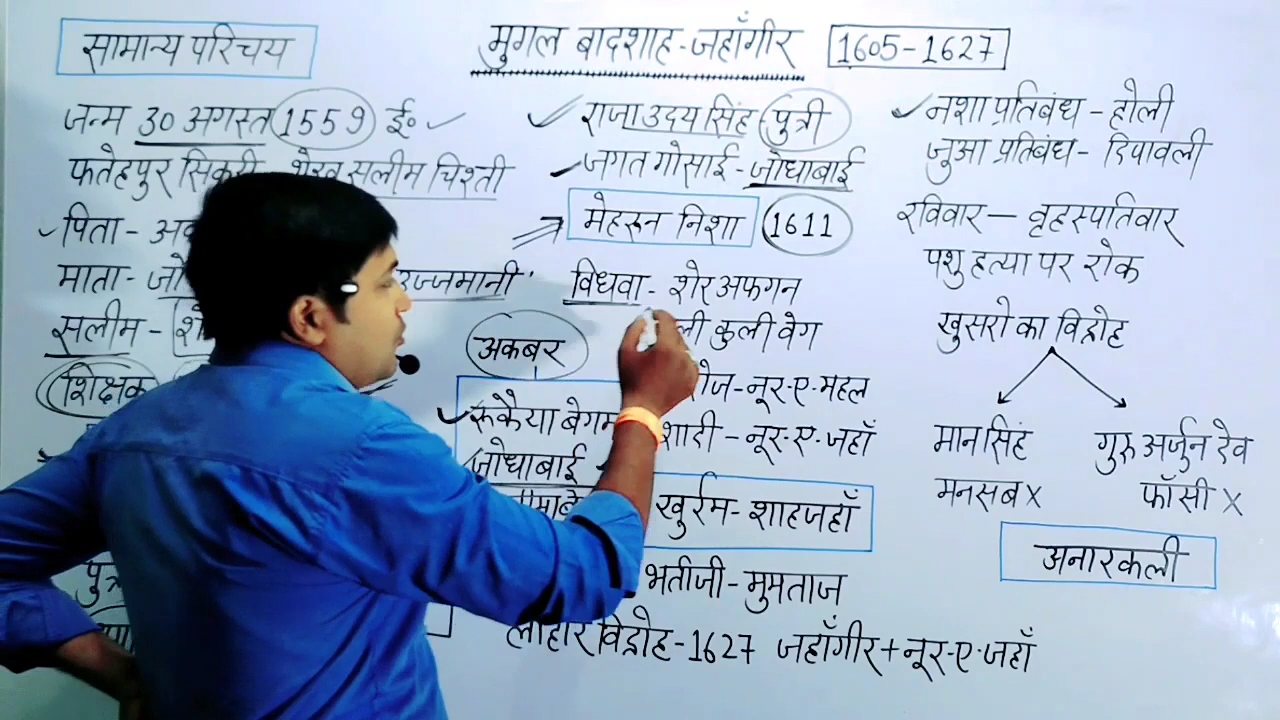 मुगल बादशाह-जहाँगीर 1605-1627
सामान्य परिचय
जन्म 30 अगस्त 1559 ई०
फतेहपुर सिकरी शेख सलीम चिश्ती
पिता-
माता-
सलीम-
शिक्षक
राजा उदय सिंह पुत्री
जगत गोसाई-जोधाबाई
मेहरून निशा 1611
विधवा- शेर अफगन
कुली वेग
नूर-ए-महल
शादी-नूर-ए-जहाँ
अकबर
रूकैया बेगम
जोधाबाई
खुर्रम-शाहजहाँ
भतीजी-मुमताज
लाहौर विद्रोह-1627 जहाँगीर+नूर-ए-जहाँ
नशा प्रतिबंध-होली
जुआ प्रतिबंध-दिपावली
रविवार-वृहस्पतिवार
पशु हत्या पर रोक
खुसरो का विद्रोह
मानसिंह
मनसब X
गुरु अर्जुन देव
फाँसी X
अनारकली